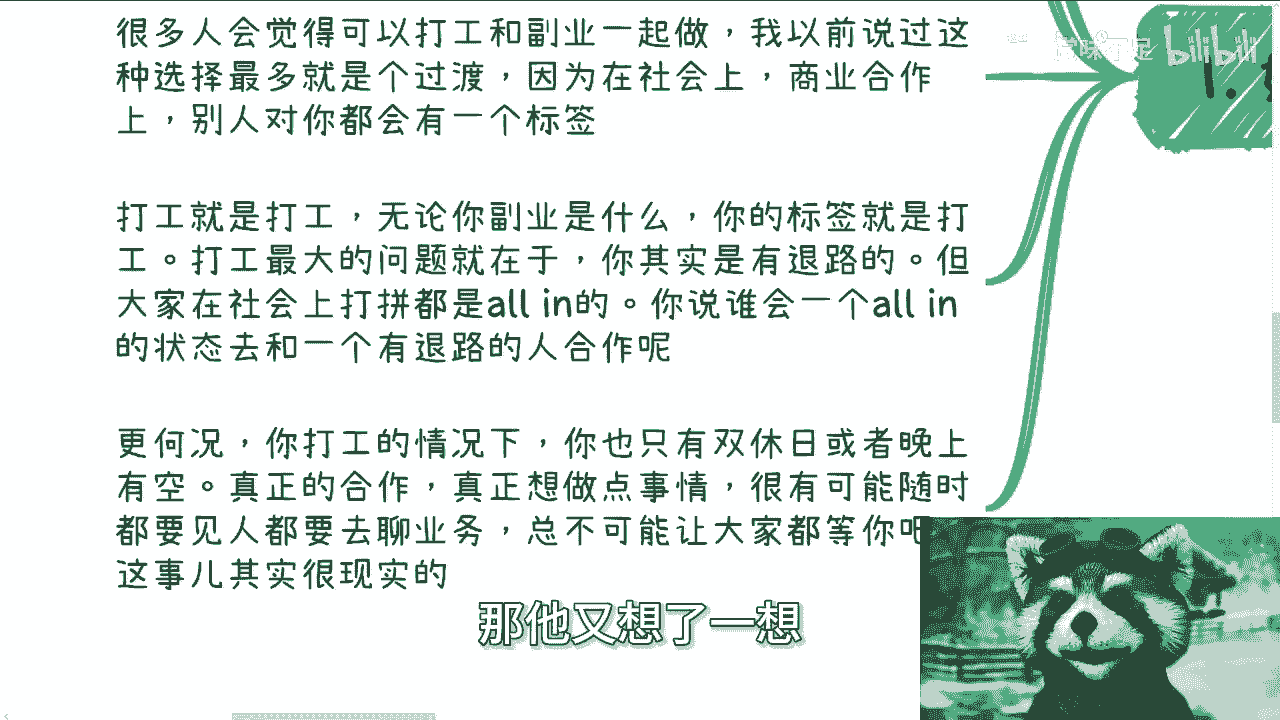 很多人会觉得可以打工和副业一起做，我以前说过这
种选择最多就是个过渡，因为在社会上，商业合作
上，别人对你都会有一个标签
打工就是打工，无论你副业是什么，你的标签就是打
工。打工最大的问题就在于，你其实是有退路的。但
大家在社会上打拼都是all in的。你说谁会一个all in
的状态去和一个有退路的人合作呢
更何况，你打工的情况下，你也只有双休日或者晚上
有空。真正的合作，真正想做点事情，很有可能随时
都要见人都要去聊业务，总不可能让大家都等你吧
这事儿其实很现实的
那他又想了一想
bilibili
1.